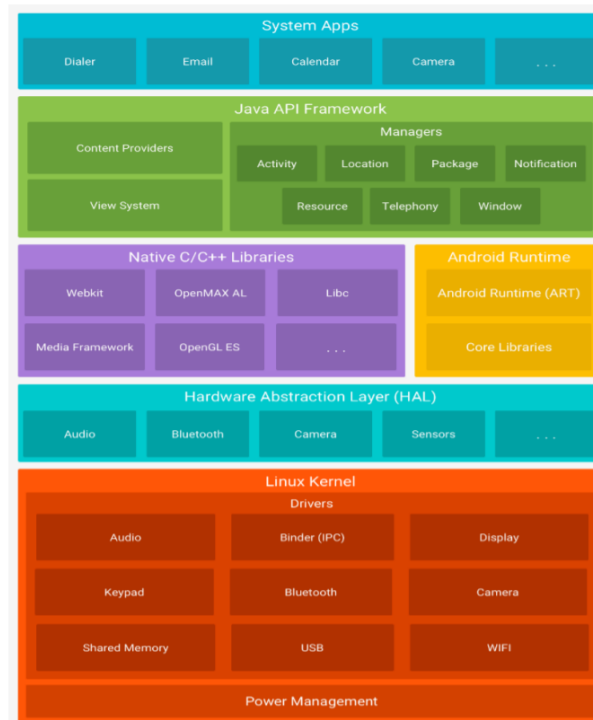 System Apps
Dialer Email Calendar Camera . . .
Java API Framework
Content Providers
View System
Managers
Activity Location Package Notification
Resource Telephony Window
Native C/C++ Libraries
Webkit OpenMAX AL Libc
Media Framework OpenGL ES . . .
Android Runtime
Android Runtime (ART)
Core Libraries
Hardware Abstraction Layer (HAL)
Audio Bluetooth Camera Sensors . . .
Linux Kernel
Drivers
Audio Binder (IPC) Display
Keypad Bluetooth Camera
Shared Memory USB WIFI
Power Management